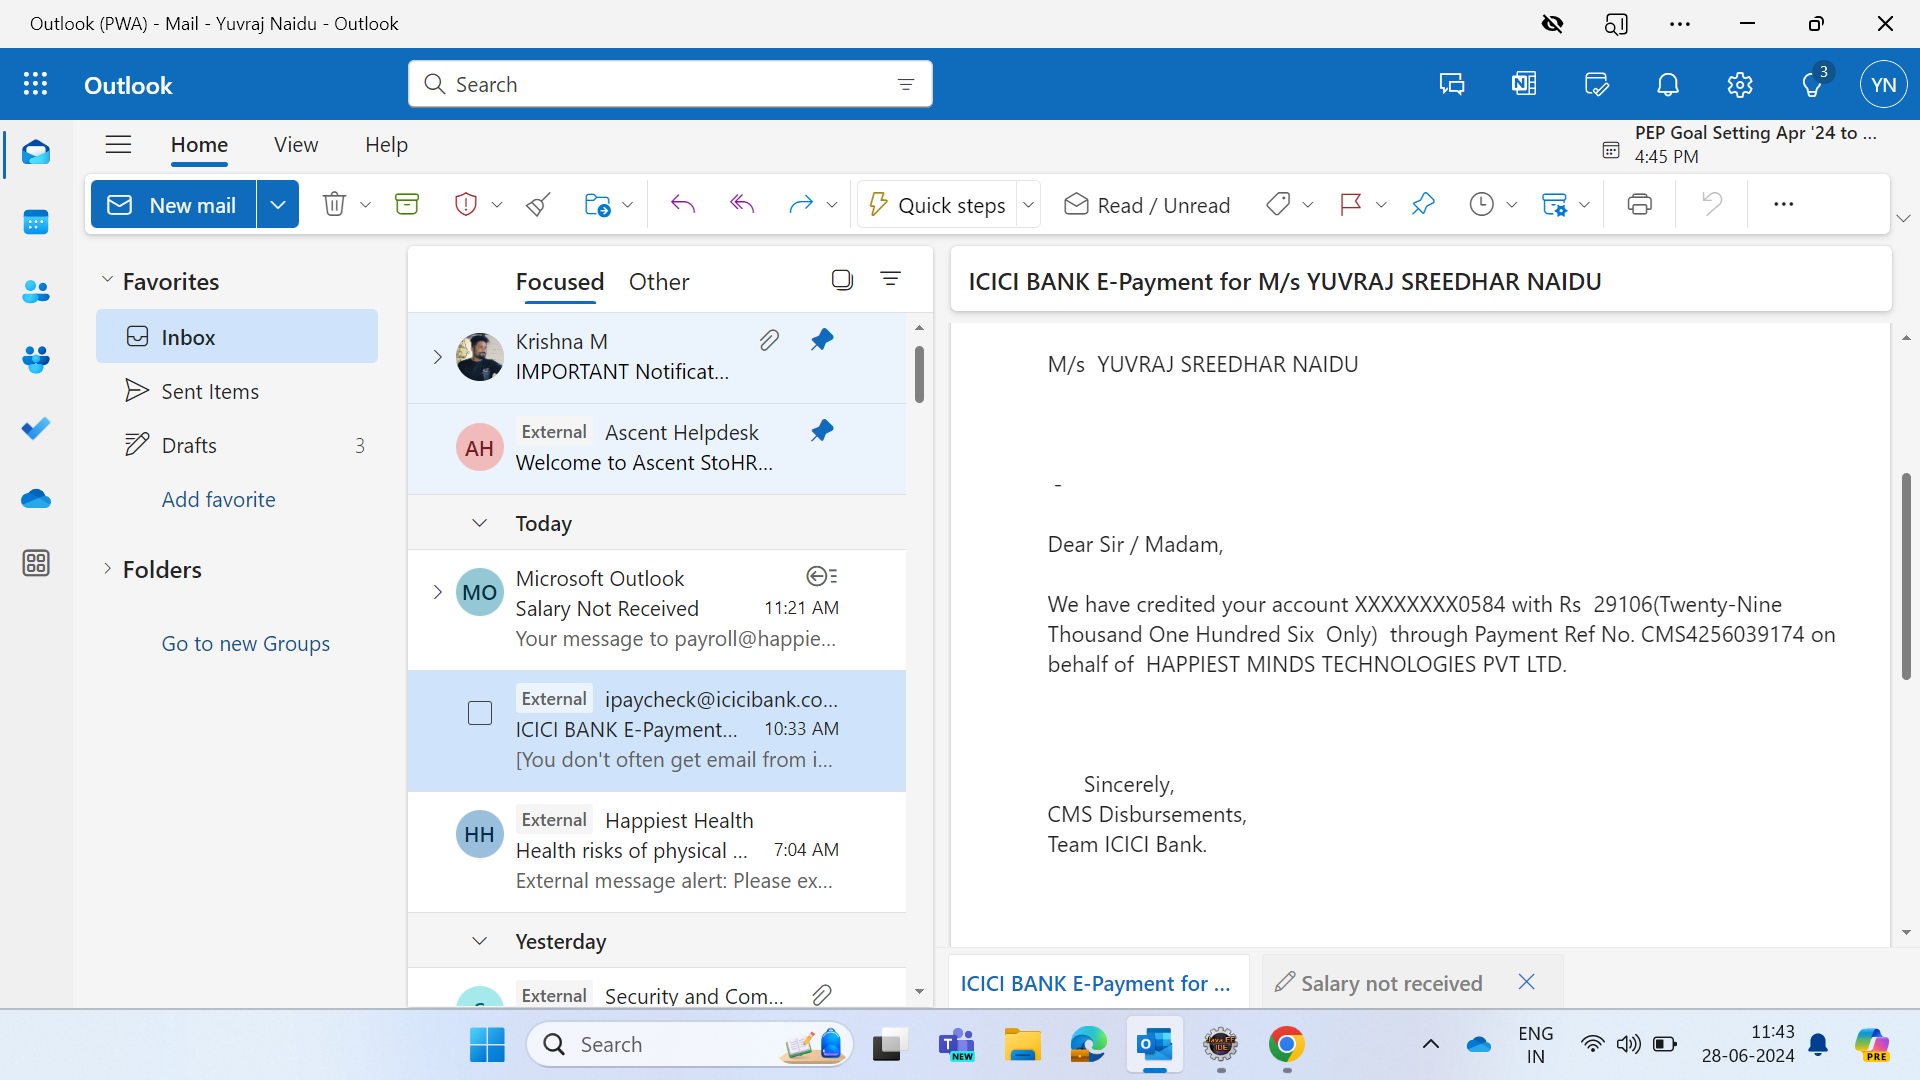 Outlook (PWA) - Mail - Yuvraj Naidu - Outlook
Outlook
Search
3
YN
Home
View
Help
PEP Goal Setting Apr '24 to ...
4:45 PM
New mail
Quick steps
Read / Unread
Favorites
Inbox
Sent Items
Drafts
3
Add favorite
Folders
Go to new Groups
Focused
Other
Krishna M
IMPORTANT Notificat...
AH
External Ascent Helpdesk
Welcome to Ascent StoHR...
Today
MO
Microsoft Outlook
Salary Not Received 11:21 AM
Your message to payroll@happie...
External ipaycheck@icicibank.co...
ICICI BANK E-Payment... 10:33 AM
[You don't often get email from i...
HH
External Happiest Health
Health risks of physical ... 7:04 AM
External message alert: Please ex...
Yesterday
External Security and Com...
ICICI BANK E-Payment for M/s YUVRAJ SREEDHAR NAIDU
M/s YUVRAJ SREEDHAR NAIDU
-
Dear Sir / Madam,
We have credited your account XXXXXXXX0584 with Rs 29106(Twenty-Nine
Thousand One Hundred Six Only) through Payment Ref No. CMS4256039174 on
behalf of HAPPIEST MINDS TECHNOLOGIES PVT LTD.
Sincerely,
CMS Disbursements,
Team ICICI Bank.
ICICI BANK E-Payment for ...
Salary not received
Search
NEW
ENG
IN
11:43
28-06-2024
PRE